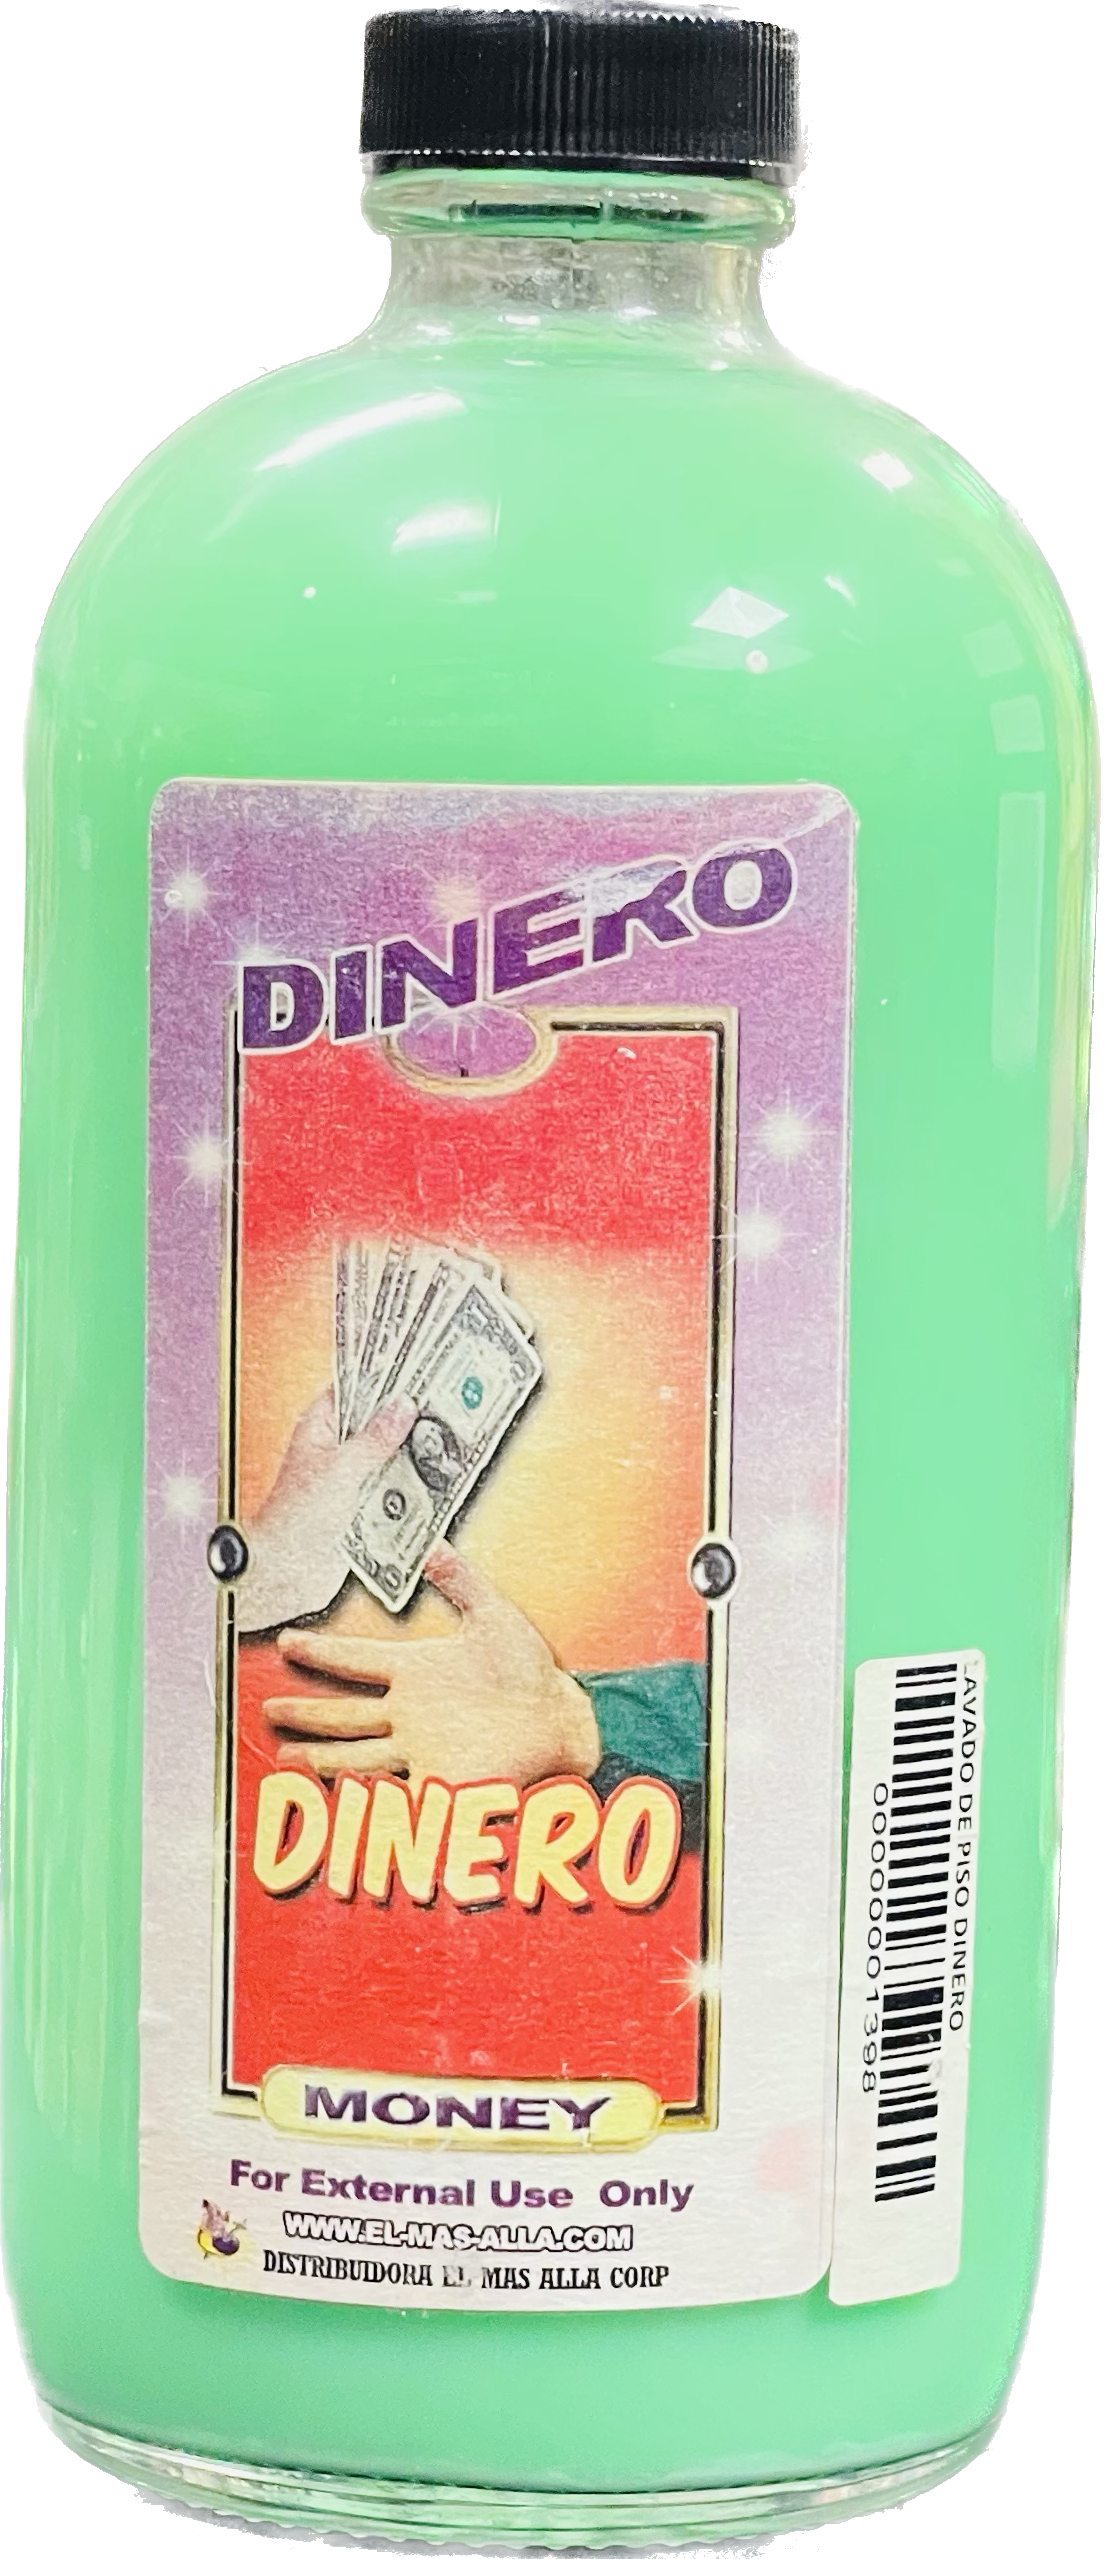 DINERO
DINERO
MONEY
For External Use Only
WWW.EL-MAS-ALLA.COM
DISTRIBUIDORA EL MAS ALLA CORP
LAVADO DE PISO DINERO
0000000001398